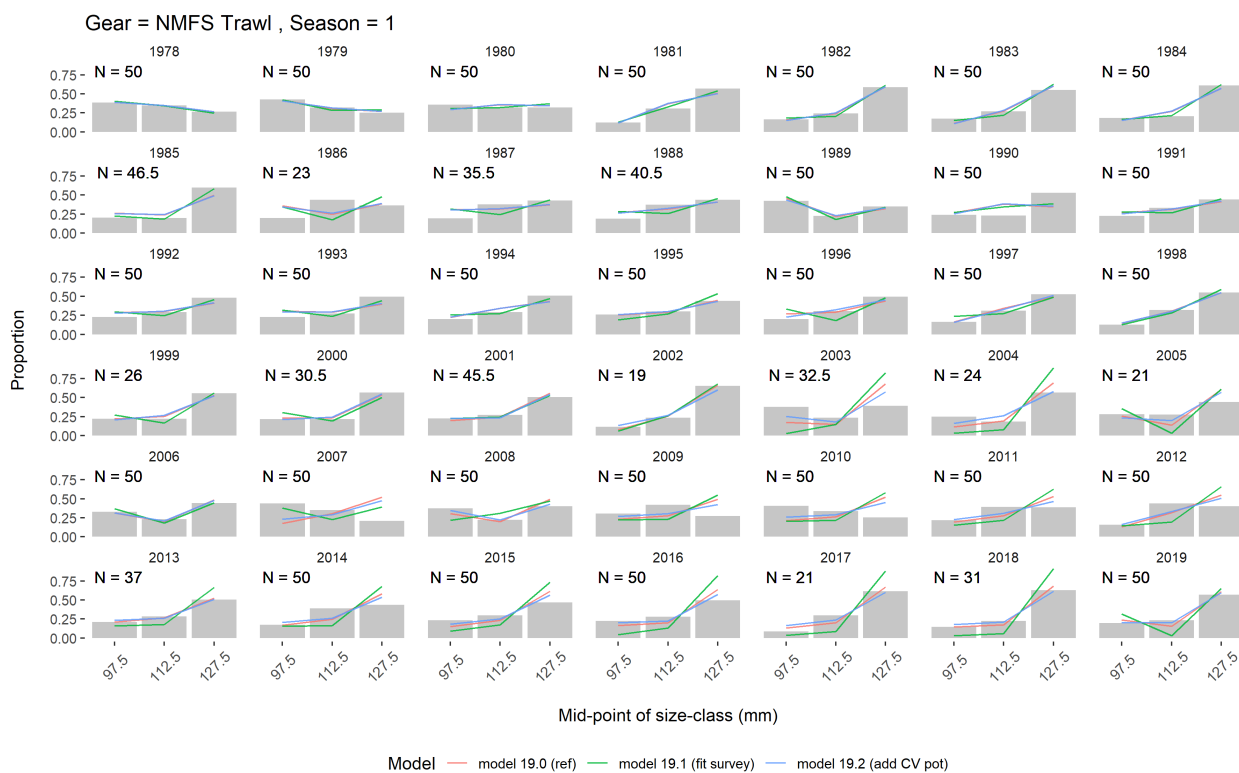 Gear = NMFS Trawl , Season = 1
1978 1979 1980 1981 1982 1983 1984
0.75 N = 50 N = 50 N = 50 N = 50 N = 50 N = 50 N = 50
0.50
0.25
0.00
1985 1986 1987 1988 1989 1990 1991
0.75 N = 46.5 N = 23 N = 35.5 N = 40.5 N = 50 N = 50 N = 50
0.50
0.25
0.00
1992 1993 1994 1995 1996 1997 1998
0.75 N = 50 N = 50 N = 50 N = 50 N = 50 N = 50 N = 50
0.50
0.25
0.00
Proportion
1999 2000 2001 2002 2003 2004 2005
0.75 N = 26 N = 30.5 N = 45.5 N = 19 N = 32.5 N = 24 N = 21
0.50
0.25
0.00
2006 2007 2008 2009 2010 2011 2012
0.75 N = 50 N = 50 N = 50 N = 50 N = 50 N = 50 N = 50
0.50
0.25
0.00
2013 2014 2015 2016 2017 2018 2019
0.75 N = 37 N = 50 N = 50 N = 50 N = 21 N = 31 N = 50
0.50
0.25
0.00
97.5 112.5 127.5 97.5 112.5 127.5 97.5 112.5 127.5 97.5 112.5 127.5 97.5 112.5 127.5 97.5 112.5 127.5 97.5 112.5 127.5
Mid-point of size-class (mm)
Model model 19.0 (ref) model 19.1 (fit survey) model 19.2 (add CV pot)